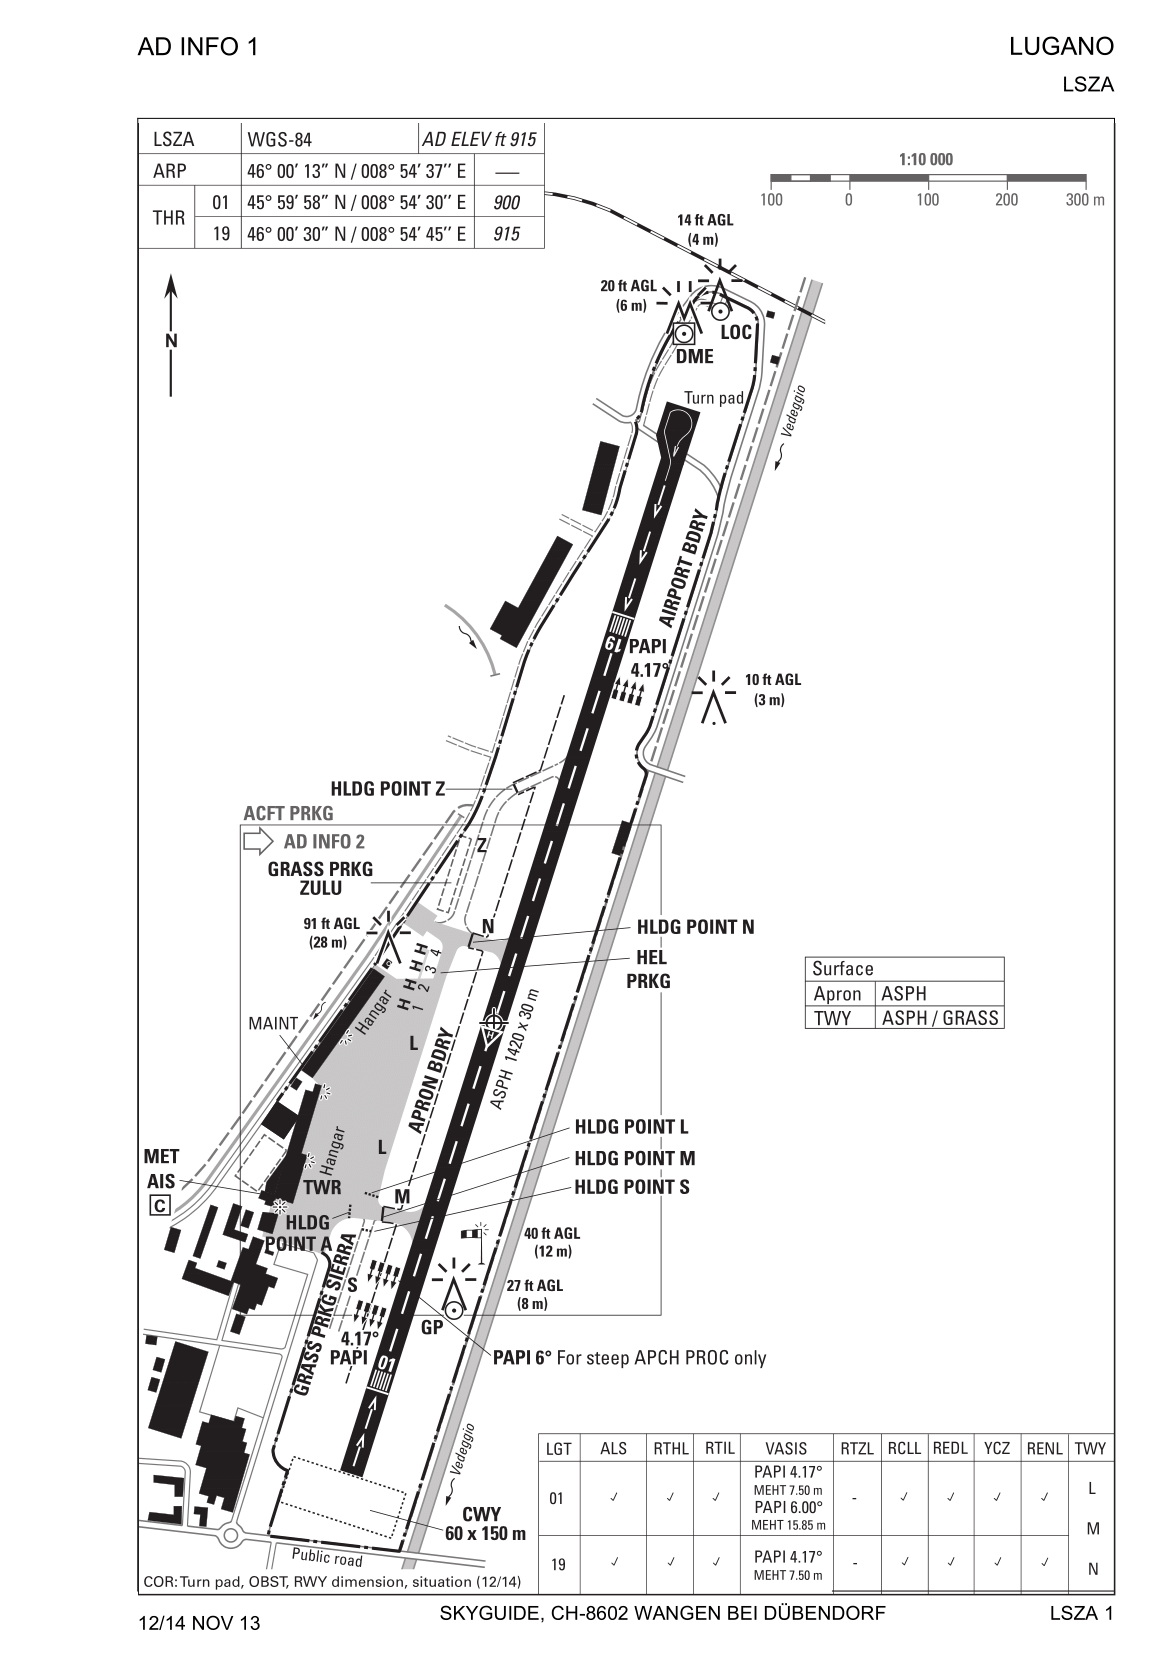 AD INFO 1
LUGANO
LSZA
LSZA WGS-84 AD ELEV ft 915
ARP 46° 00’ 13’’ N / 008° 54’ 37’’ E —
THR 01 45° 59’ 58’’ N / 008° 54’ 30’’ E 900
19 46° 00’ 30’’ N / 008° 54’ 45’’ E 915
1:10 000
100 0 100 200 300 m
14 ft AGL
(4 m)
20 ft AGL
(6 m)
N
LOC
DME
Turn pad
Vedeggio
AIRPORT BDRY
19
PAPI
4.17°
10 ft AGL
(3 m)
HLDG POINT Z
ACFT PRKG
AD INFO 2
Z
GRASS PRKG
ZULU
91 ft AGL
(28 m)
N
HLDG POINT N
HEL
PRKG
H H H H
1 2 3 4
Surface
Apron ASPH
TWY ASPH / GRASS
MAINT
Hangar
L
APRON BDRY
ASPH 1420 x 30 m
HLDG POINT L
L
Hangar
HLDG POINT M
MET
AIS
C
TWR
M
HLDG POINT S
HLDG
POINT A
40 ft AGL
(12 m)
GRASS PRKG SIERRA
S
27 ft AGL
(8 m)
GP
4.17°
PAPI
01
PAPI 6° For steep APCH PROC only
Vedeggio
CWY
60 x 150 m
Public road
LGT ALS RTHL RTIL VASIS RTZL RCLL REDL YCZ RENL TWY
01 ✓ ✓ ✓ PAPI 4.17° - ✓ ✓ ✓ ✓ L
MEHT 7.50 m
PAPI 6.00°
MEHT 15.85 m
M
19 ✓ ✓ ✓ PAPI 4.17° - ✓ ✓ ✓ ✓ N
MEHT 7.50 m
COR: Turn pad, OBST, RWY dimension, situation (12/14)
12/14 NOV 13
SKYGUIDE, CH-8602 WANGEN BEI DÜBENDORF
LSZA 1